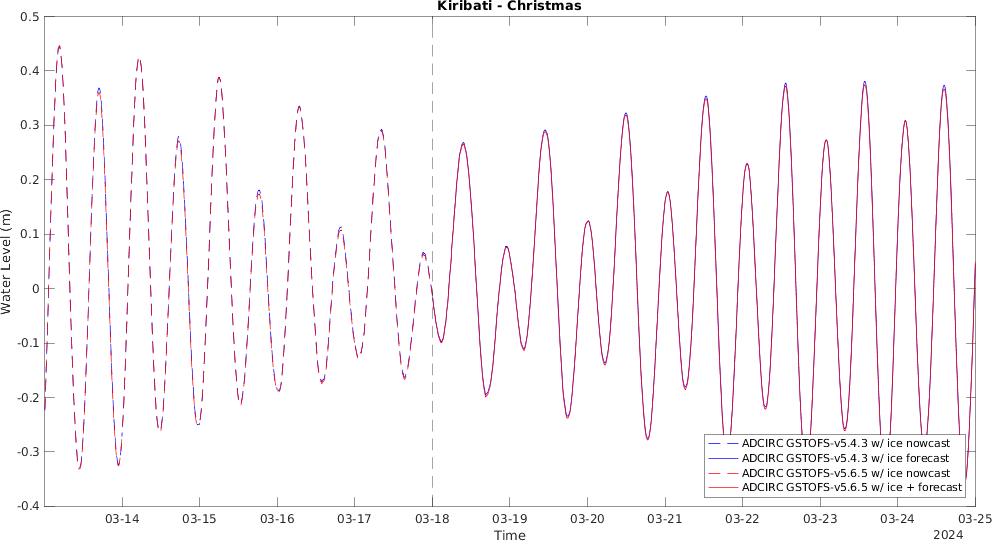 Kiribati - Christmas
0.5
0.4
0.3
0.2
0.1
0
-0.1
-0.2
-0.3
-0.4
Water Level (m)
ADCIRC GSTOFS-v5.4.3 w/ ice nowcast
ADCIRC GSTOFS-v5.4.3 w/ ice forecast
ADCIRC GSTOFS-v5.6.5 w/ ice nowcast
ADCIRC GSTOFS-v5.6.5 w/ ice + forecast
03-14 03-15 03-16 03-17 03-18 03-19 03-20 03-21 03-22 03-23 03-24 03-25
Time
2024